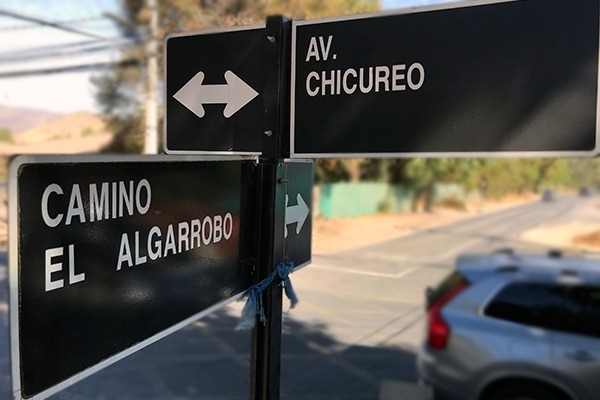 AV.
CHICUREO
CAMINO
EL ALGARROBO